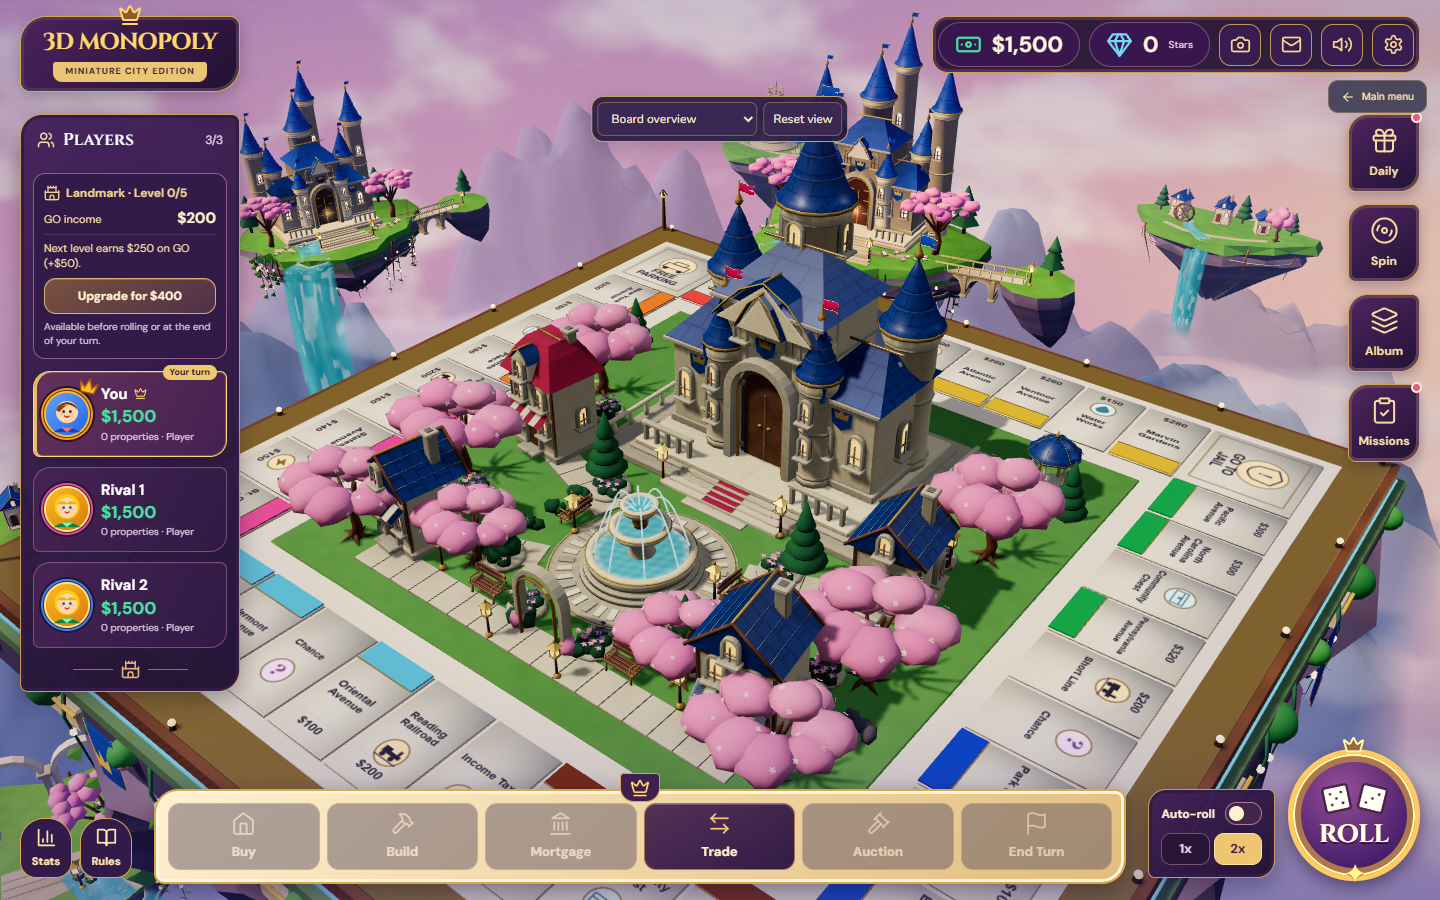 3D MONOPOLY
MINIATURE CITY EDITION
$1,500
0 Stars
Main menu
Board overview
Reset view
PLAYERS 3/3
Landmark · Level 0/5
GO income $200
Next level earns $250 on GO
(+$50).
Upgrade for $400
Available before rolling or at the end
of your turn.
Your turn
You
$1,500
0 properties · Player
Rival 1
$1,500
0 properties · Player
Rival 2
$1,500
0 properties · Player
Daily
Spin
Album
Missions
FREE
PARKING
Atlantic
Avenue
$260
Ventnor
Avenue
$260
Water
Works
$150
Marvin
Gardens
$280
GO TO
JAIL
Pacific
Avenue
$300
North
Carolina
Avenue
$300
Community
Chest
Pennsylvania
Avenue
$320
Short Line
$200
Chance
Chance
Oriental
Avenue
$100
Reading
Railroad
$200
Income Tax
Stats
Rules
Buy
Build
Mortgage
Trade
Auction
End Turn
Auto-roll
1x
2x
ROLL